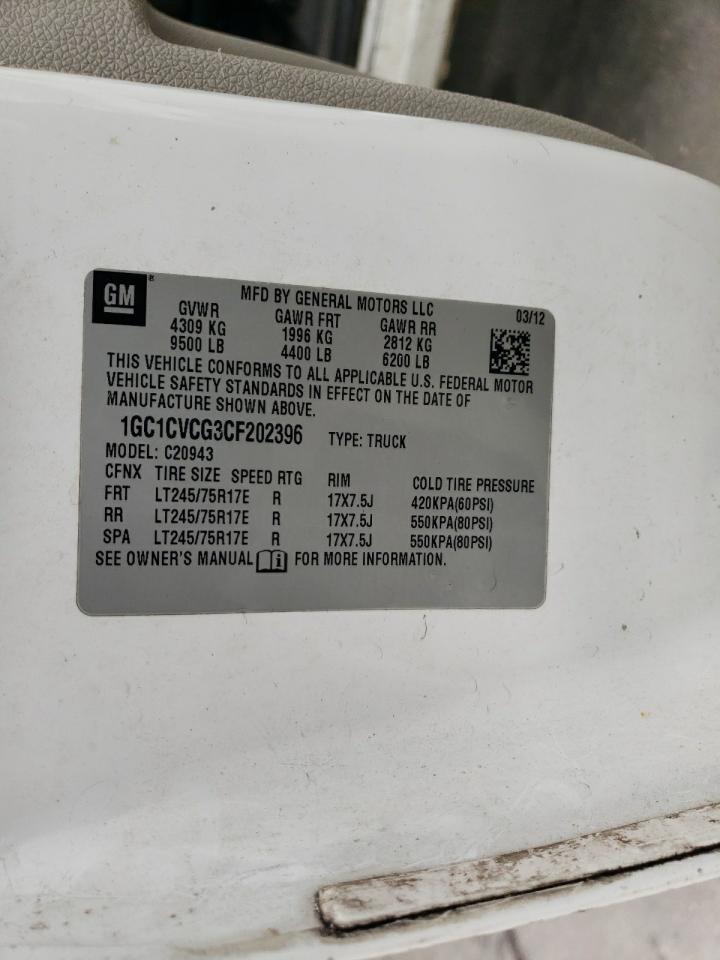 GM
MFD BY GENERAL MOTORS LLC
03/12
GVWR GAWR FRT GAWR RR
4309 KG 1996 KG 2812 KG
9500 LB 4400 LB 6200 LB
THIS VEHICLE CONFORMS TO ALL APPLICABLE U.S. FEDERAL MOTOR
VEHICLE SAFETY STANDARDS IN EFFECT ON THE DATE OF
MANUFACTURE SHOWN ABOVE.
1GC1CVCG3CF202396 TYPE: TRUCK
MODEL: C20943
CFNX TIRE SIZE SPEED RTG RIM COLD TIRE PRESSURE
FRT LT245/75R17E R 17X7.5J 420KPA(60PSI)
RR LT245/75R17E R 17X7.5J 550KPA(80PSI)
SPA LT245/75R17E R 17X7.5J 550KPA(80PSI)
SEE OWNER'S MANUAL FOR MORE INFORMATION.